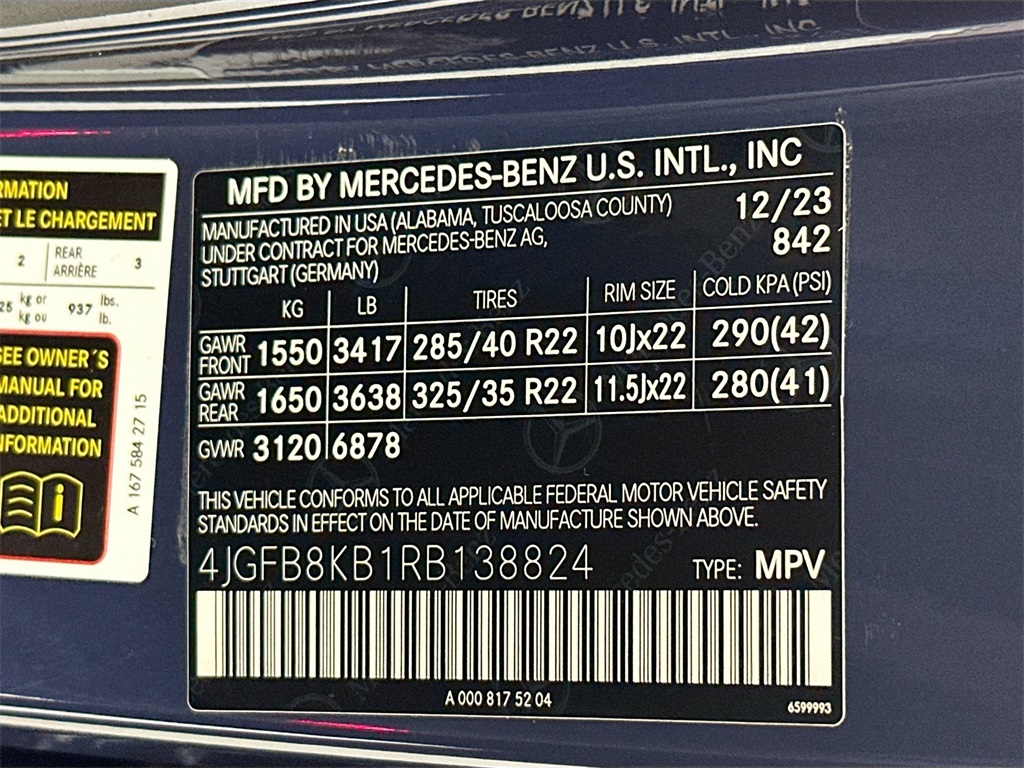 MFD BY MERCEDES-BENZ U.S. INTL., INC
MANUFACTURED IN USA (ALABAMA, TUSCALOOSA COUNTY) 12/23
UNDER CONTRACT FOR MERCEDES-BENZ AG, 842
STUTTGART (GERMANY)
KG LB TIRES RIM SIZE COLD KPA (PSI)
GAWR FRONT 1550 3417 285/40 R22 10Jx22 290(42)
GAWR REAR 1650 3638 325/35 R22 11.5Jx22 280(41)
GVWR 3120 6878
THIS VEHICLE CONFORMS TO ALL APPLICABLE FEDERAL MOTOR VEHICLE SAFETY
STANDARDS IN EFFECT ON THE DATE OF MANUFACTURE SHOWN ABOVE.
4JGFB8KB1RB138824 TYPE: MPV
A 000 817 52 04 6599993
RMATION
ET LE CHARGEMENT
2 REAR ARRIÈRE 3
25 kg or kg ou 937 lbs. lb.
SEE OWNER´S
MANUAL FOR
ADDITIONAL
INFORMATION
A 167 584 27 15